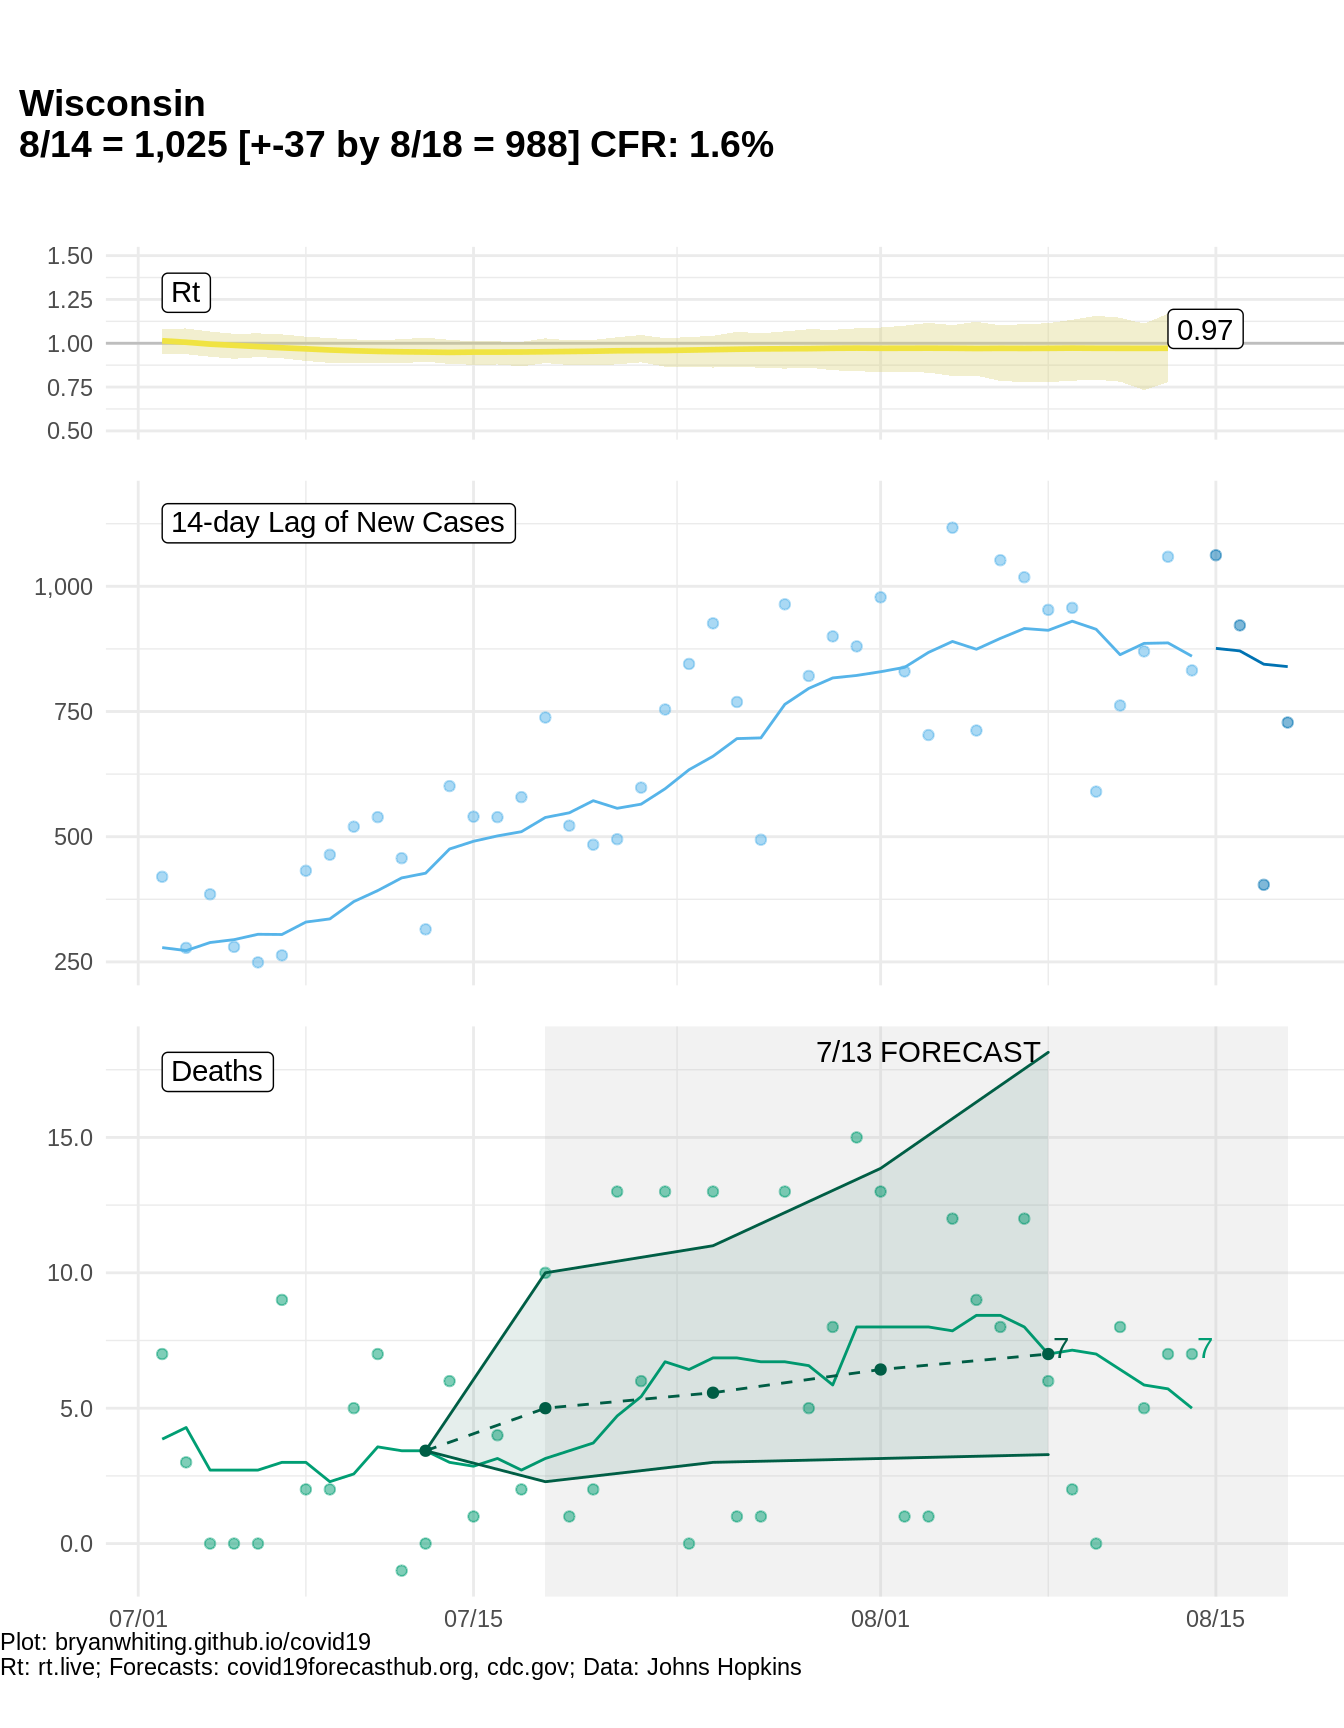 Wisconsin
8/14 = 1,025 [+-37 by 8/18 = 988] CFR: 1.6%
1.50
1.25
1.00
0.75
0.50
Rt
0.97
14-day Lag of New Cases
1,000
750
500
250
7/13 FORECAST
Deaths
15.0
10.0
5.0
0.0
7
7
07/01
07/15
08/01
08/15
Plot: bryanwhiting.github.io/covid19
Rt: rt.live; Forecasts: covid19forecasthub.org, cdc.gov; Data: Johns Hopkins